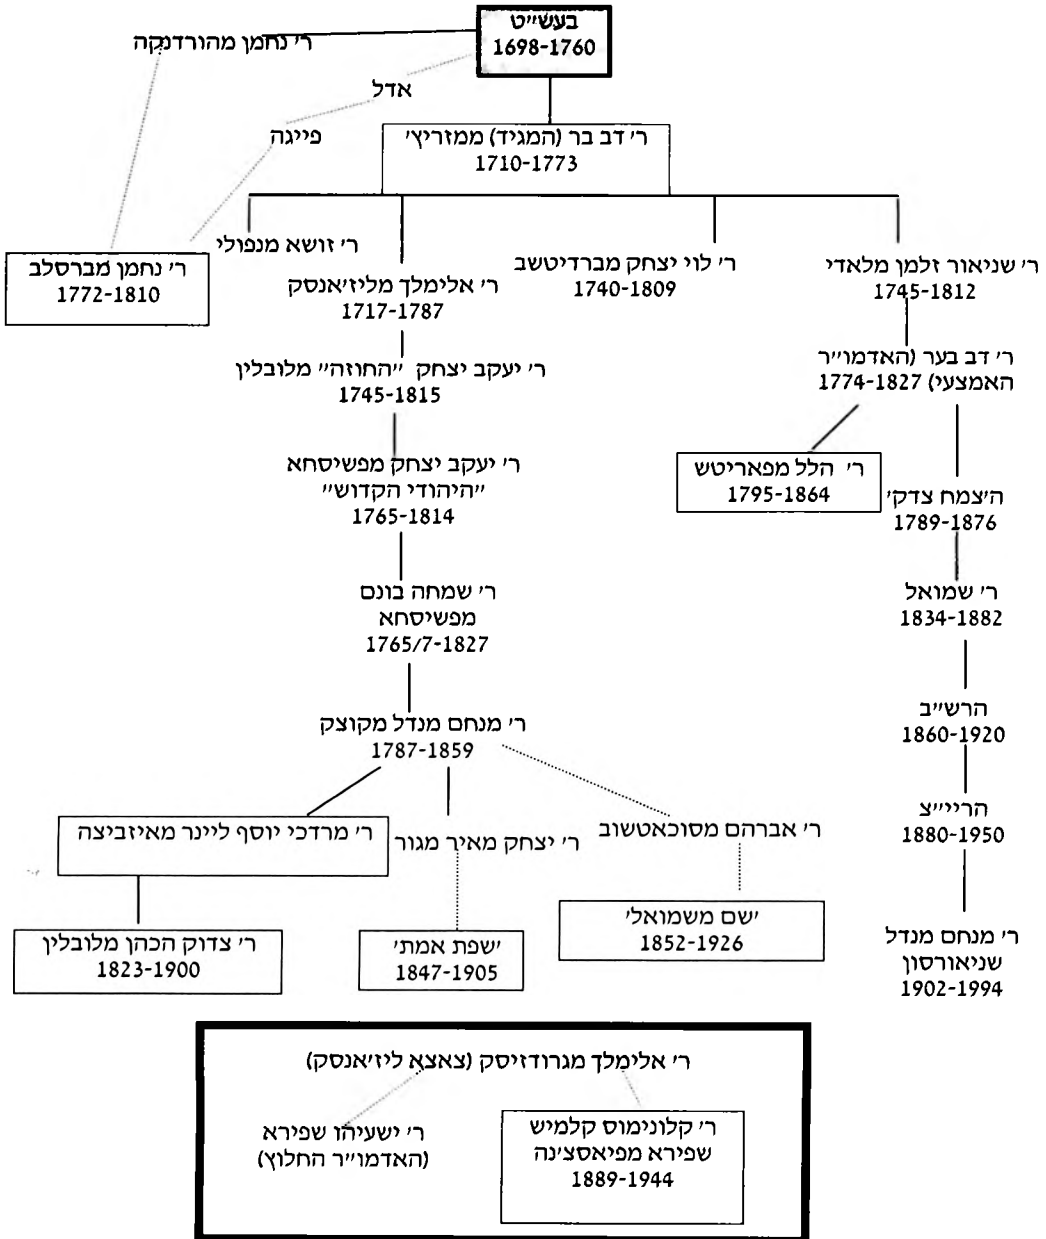 בעש״ט
1698-1760
ר׳ נחמן מהורדנקה
אדל
פייגה
ר׳ דב בר (המגיד) ממזריץ׳
1710-1773
ר׳ זושא מנפולי
ר׳ נחמן מברסלב
1772-1810
ר׳ אלימלך מליז׳אנסק
1717-1787
ר׳ לוי יצחק מברדיטשב
1740-1809
ר׳ שניאור זלמן מלאדי
1745-1812
ר׳ יעקב יצחק ״החוזה״ מלובלין
1745-1815
ר׳ דב בער (האדמו״ר
האמצעי) 1774-1827
ר׳ יעקב יצחק מפשיסחא
״היהודי הקדוש״
1765-1814
ר׳ הלל מפאריטש
1795-1864
ה׳צמח צדק׳
1789-1876
ר׳ שמחה בונם
מפשיסחא
1765/7-1827
ר׳ שמואל
1834-1882
ר׳ מנחם מנדל מקוצק
1787-1859
הרש״ב
1860-1920
ר׳ מרדכי יוסף ליינר מאיזביצה
ר׳ יצחק מאיר מגור
ר׳ אברהם מסוכאטשוב
הריי״צ
1880-1950
ר׳ צדוק הכהן מלובלין
1823-1900
׳שפת אמת׳
1847-1905
׳שם משמואל׳
1852-1926
ר׳ מנחם מנדל
שניאורסון
1902-1994
ר׳ אלימלך מגרודזיסק (צאצא ליז׳אנסק)
ר׳ קלונימוס קלמיש
שפירא מפיאסצ׳נה
1889-1944
ר׳ ישעיהו שפירא
(האדמו״ר החלוץ)